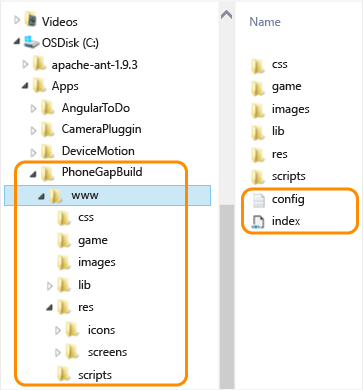 Videos
OSDisk (C:)
apache-ant-1.9.3
Apps
AngularToDo
CameraPluggin
DeviceMotion
PhoneGapBuild
www
css
game
images
lib
res
icons
screens
scripts
Name
css
game
images
lib
res
scripts
config
index